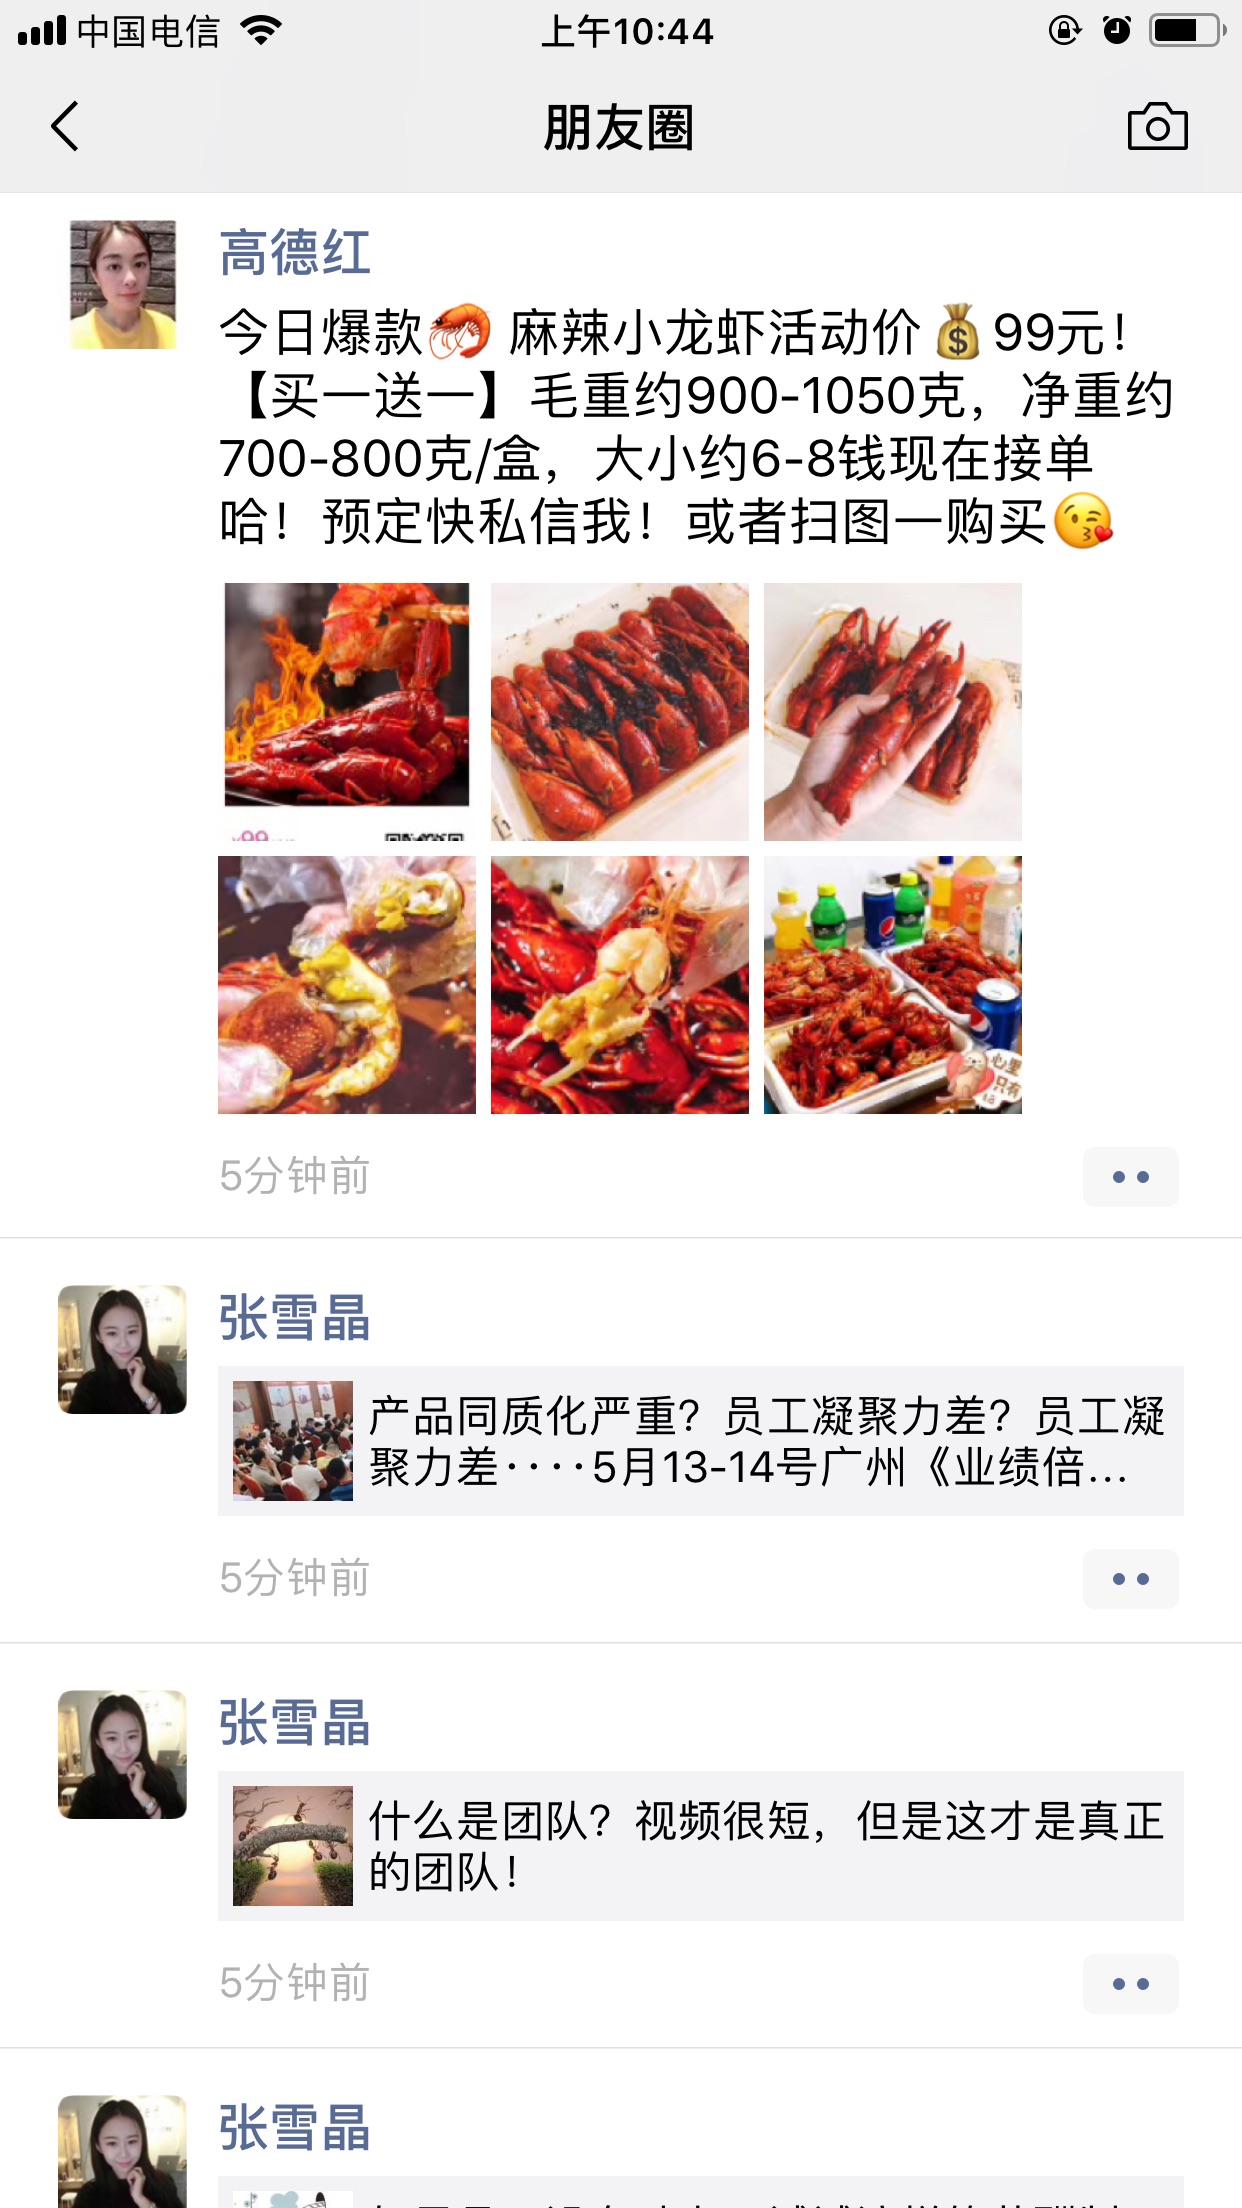 中国电信
上午10:44
朋友圈
高德红
今日爆款🦐 麻辣小龙虾活动价💰99元！
【买一送一】毛重约900-1050克，净重约
700-800克/盒，大小约6-8钱现在接单
哈！预定快私信我！或者扫图一购买😘
¥99
心里
只有
5分钟前
张雪晶
产品同质化严重？员工凝聚力差？员工凝
聚力差····5月13-14号广州《业绩倍...
5分钟前
张雪晶
什么是团队？视频很短，但是这才是真正
的团队！
5分钟前
张雪晶